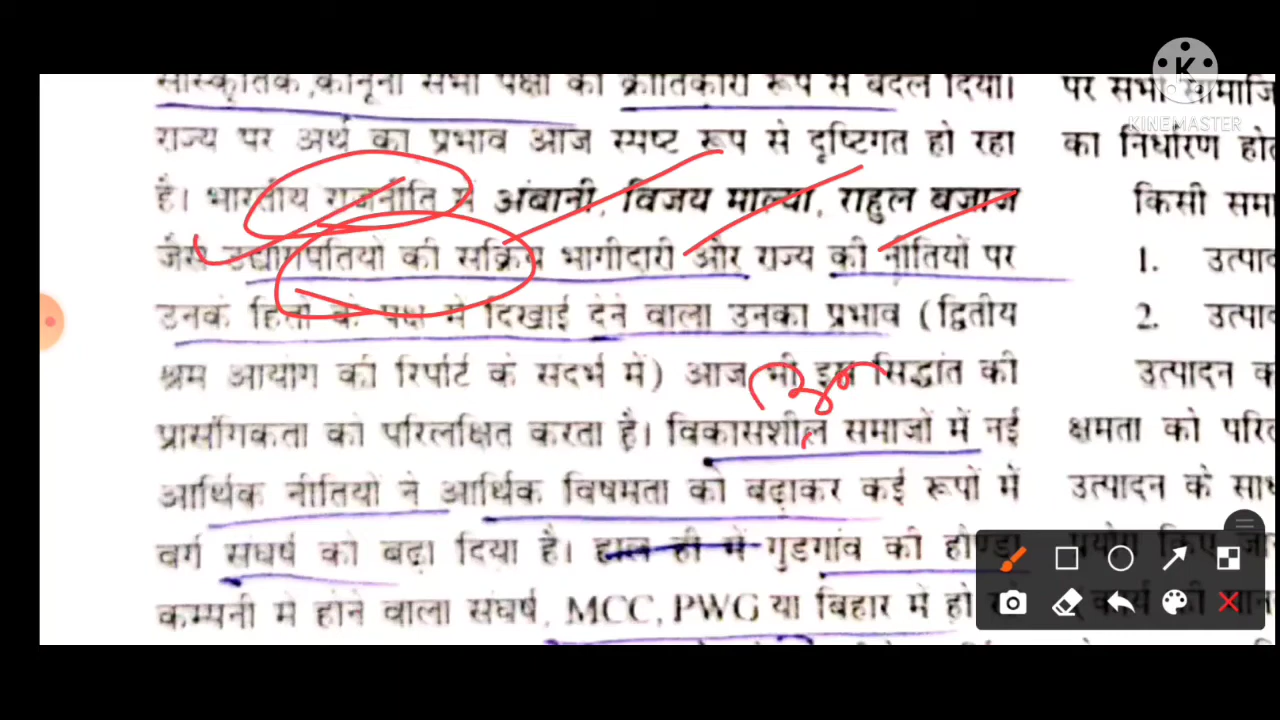 सांस्कृतिक, कानूनी सभी पक्षों को क्रांतिकारी रूप से बदल दिया।
राज्य पर अर्थ का प्रभाव आज स्पष्ट रूप से दृष्टिगत हो रहा
है। भारतीय राजनीति में अंबानी, विजय माल्या, राहुल बजाज
जैसे उद्योगपतियों की सक्रिय भागीदारी और राज्य की नीतियों पर
उनके हितों के पक्ष में दिखाई देने वाला उनका प्रभाव (द्वितीय
श्रम आयोग की रिपोर्ट के संदर्भ में) आज भी इस सिद्धांत की
प्रासंगिकता को परिलक्षित करता है। विकासशील समाजों में नई
आर्थिक नीतियों ने आर्थिक विषमता को बढ़ाकर कई रूपों में
वर्ग संघर्ष को बढ़ा दिया है। हाल ही में गुडगांव की होण्डा
कम्पनी में होने वाला संघर्ष, MCC, PWG या बिहार में हो
पर सभी सामाजि
का निर्धारण होत
किसी समा
1. उत्पाद
2. उत्पाद
उत्पादन क
क्षमता को परि
उत्पादन के सा
K
KINEMASTER